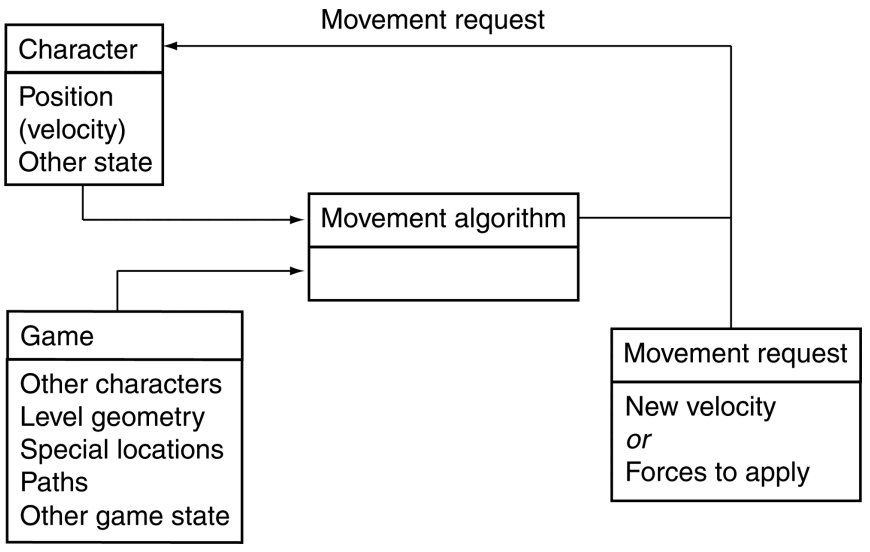 Movement request
Character
Position
(velocity)
Other state
Movement algorithm
Game
Other characters
Level geometry
Special locations
Paths
Other game state
Movement request
New velocity
or
Forces to apply